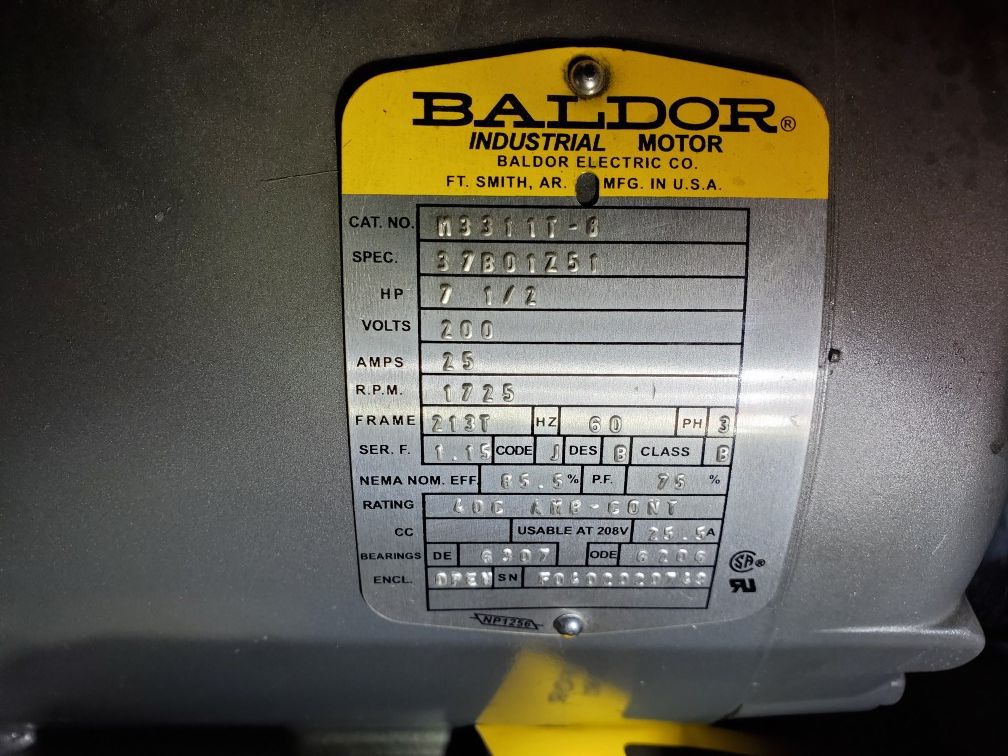 BALDOR®
INDUSTRIAL MOTOR
BALDOR ELECTRIC CO.
FT. SMITH, AR. MFG. IN U.S.A.
CAT. NO. M3311T-8
SPEC. 37B01Z51
HP 7 1/2
VOLTS 200
AMPS 25
R.P.M. 1725
FRAME 213T HZ 60 PH 3
SER. F. 1.15 CODE J DES B CLASS B
NEMA NOM. EFF. 85.5 % P.F. 75 %
RATING 40C AMB-CONT
CC USABLE AT 208V 25.5 A
BEARINGS DE 6307 ODE 6206
ENCL. OPEN SN
NP1256